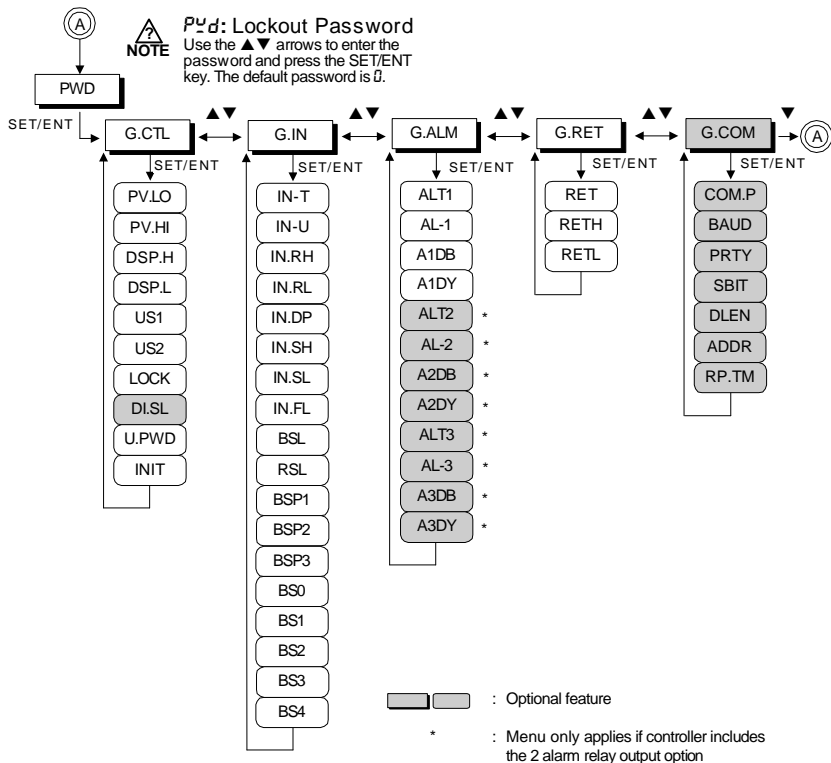 A
?
NOTE
PYd: Lockout Password
Use the ▲▼ arrows to enter the
password and press the SET/ENT
key. The default password is 0.
PWD
SET/ENT
G.CTL
▲▼
G.IN
▲▼
G.ALM
▲▼
G.RET
▲▼
G.COM
▼
A
SET/ENT
PV.LO
PV.HI
DSP.H
DSP.L
US1
US2
LOCK
DI.SL
U.PWD
INIT
SET/ENT
IN-T
IN-U
IN.RH
IN.RL
IN.DP
IN.SH
IN.SL
IN.FL
BSL
RSL
BSP1
BSP2
BSP3
BS0
BS1
BS2
BS3
BS4
SET/ENT
ALT1
AL-1
A1DB
A1DY
ALT2 *
AL-2 *
A2DB *
A2DY *
ALT3 *
AL-3 *
A3DB *
A3DY *
SET/ENT
RET
RETH
RETL
SET/ENT
COM.P
BAUD
PRTY
SBIT
DLEN
ADDR
RP.TM
: Optional feature
* : Menu only applies if controller includes
the 2 alarm relay output option